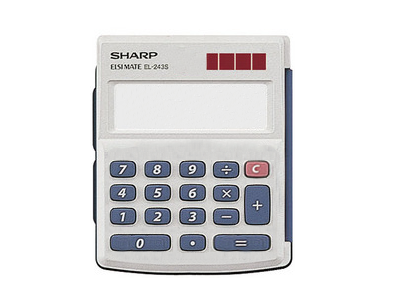 SHARP
ELSI MATE EL-243S
7 8 9 ÷ C
4 5 6 ×
1 2 3 − +
0 • =